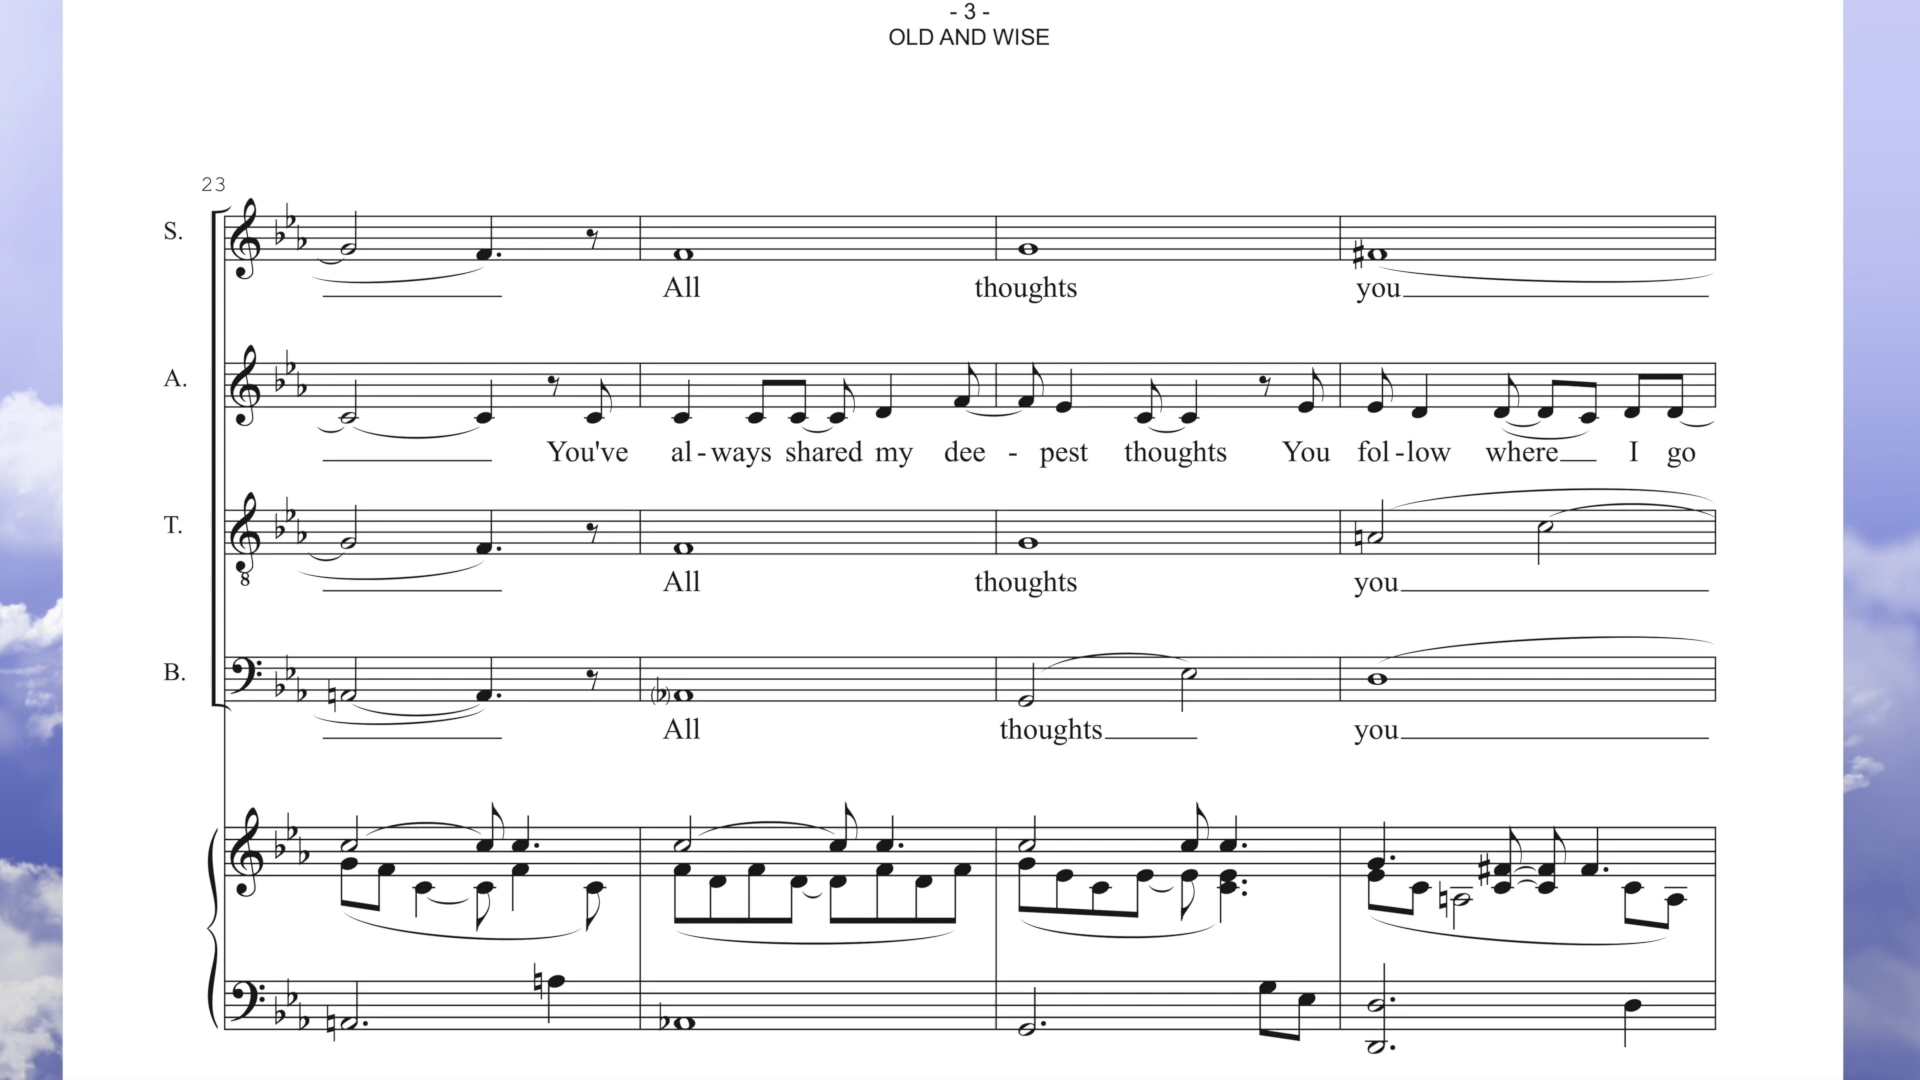 - 3 -
OLD AND WISE
23
S.
All thoughts you
A.
You've al-ways shared my dee - pest thoughts You fol-low where I go
T.
8
All thoughts you
B.
All thoughts you